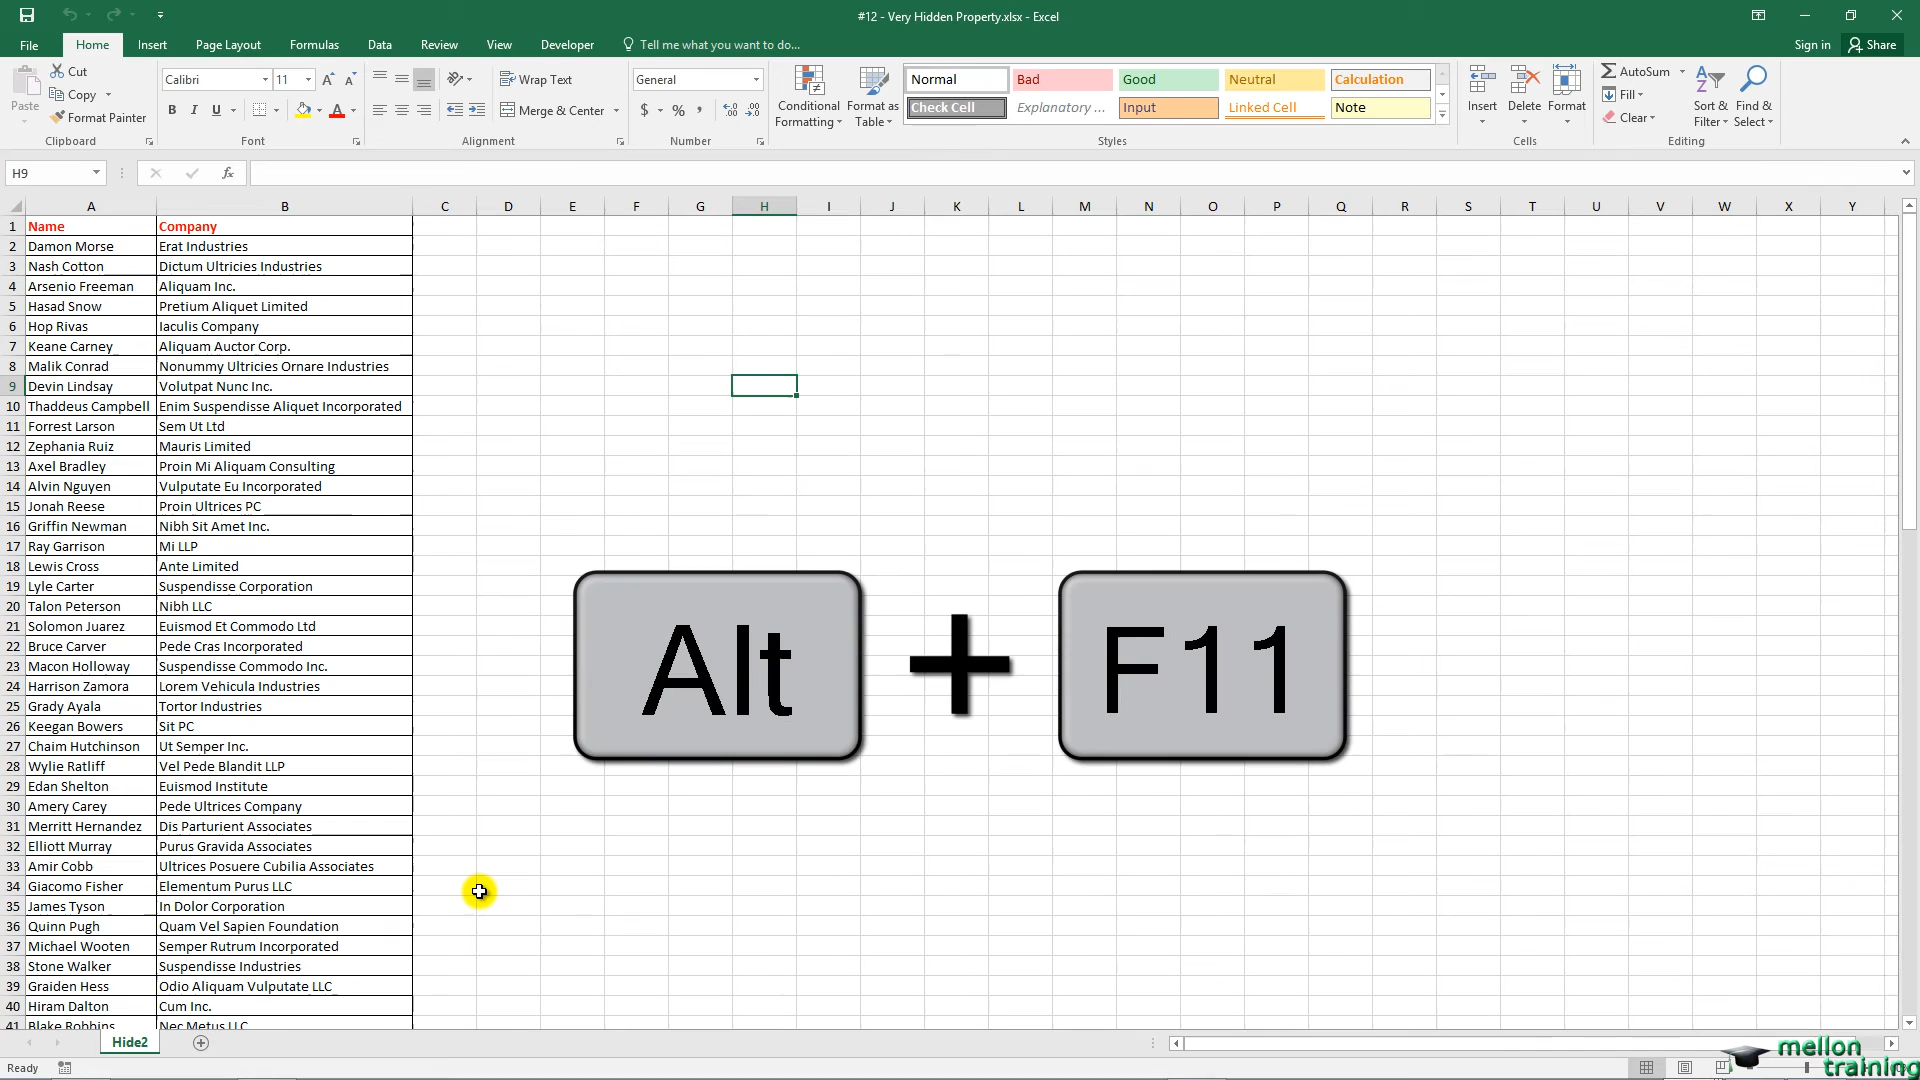 #12 - Very Hidden Property.xlsx - Excel
File Home Insert Page Layout Formulas Data Review View Developer Tell me what you want to do... Sign in Share
Paste Cut Copy Format Painter Clipboard
Calibri 11 B I U A Font
Wrap Text Merge & Center Alignment
General $ % , Number
Conditional Formatting Format as Table
Normal Bad Good Neutral Calculation
Check Cell Explanatory ... Input Linked Cell Note
Styles
Insert Delete Format Cells
AutoSum Fill Clear Sort & Filter Find & Select Editing
H9 fx
A B C D E F G H I J K L M N O P Q R S T U V W X Y
1 Name Company
2 Damon Morse Erat Industries
3 Nash Cotton Dictum Ultricies Industries
4 Arsenio Freeman Aliquam Inc.
5 Hasad Snow Pretium Aliquet Limited
6 Hop Rivas Iaculis Company
7 Keane Carney Aliquam Auctor Corp.
8 Malik Conrad Nonummy Ultricies Ornare Industries
9 Devin Lindsay Volutpat Nunc Inc.
10 Thaddeus Campbell Enim Suspendisse Aliquet Incorporated
11 Forrest Larson Sem Ut Ltd
12 Zephania Ruiz Mauris Limited
13 Axel Bradley Proin Mi Aliquam Consulting
14 Alvin Nguyen Vulputate Eu Incorporated
15 Jonah Reese Proin Ultrices PC
16 Griffin Newman Nibh Sit Amet Inc.
17 Ray Garrison Mi LLP
18 Lewis Cross Ante Limited
19 Lyle Carter Suspendisse Corporation
20 Talon Peterson Nibh LLC
21 Solomon Juarez Euismod Et Commodo Ltd
22 Bruce Carver Pede Cras Incorporated
23 Macon Holloway Suspendisse Commodo Inc.
24 Harrison Zamora Lorem Vehicula Industries
25 Grady Ayala Tortor Industries
26 Keegan Bowers Sit PC
27 Chaim Hutchinson Ut Semper Inc.
28 Wylie Ratliff Vel Pede Blandit LLP
29 Edan Shelton Euismod Institute
30 Amery Carey Pede Ultrices Company
31 Merritt Hernandez Dis Parturient Associates
32 Elliott Murray Purus Gravida Associates
33 Amir Cobb Ultrices Posuere Cubilia Associates
34 Giacomo Fisher Elementum Purus LLC
35 James Tyson In Dolor Corporation
36 Quinn Pugh Quam Vel Sapien Foundation
37 Michael Wooten Semper Rutrum Incorporated
38 Stone Walker Suspendisse Industries
39 Graiden Hess Odio Aliquam Vulputate LLC
40 Hiram Dalton Cum Inc.
41 Blake Robbins Nec Metus LLC
Alt + F11
Hide2
Ready
mellon
training